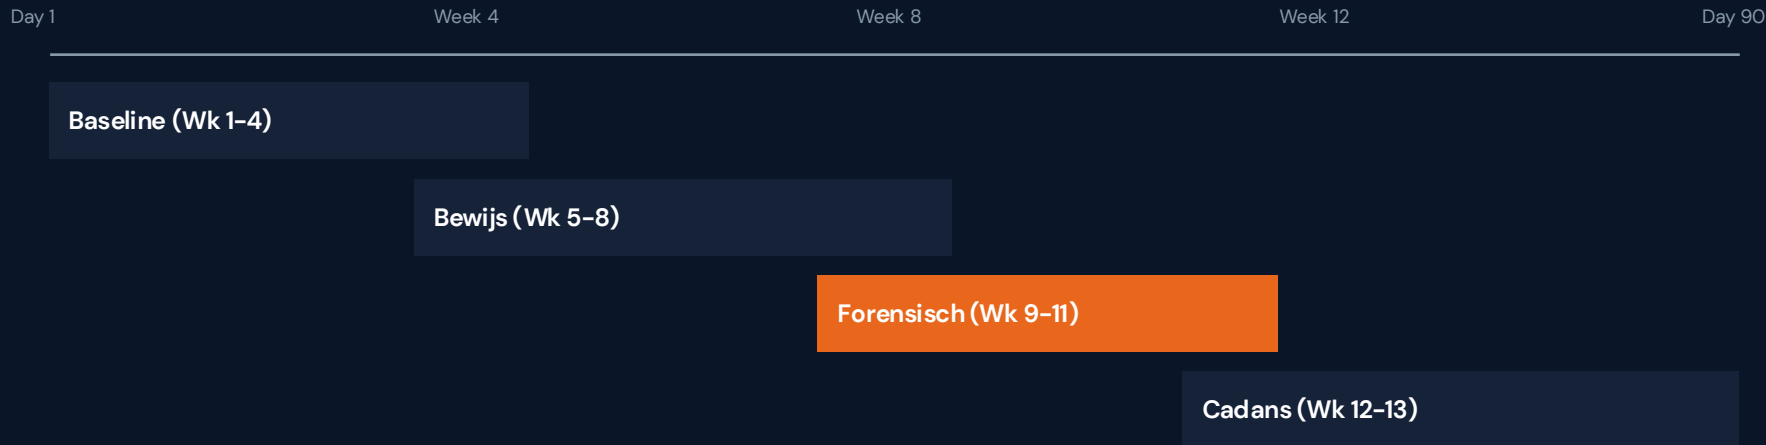 Day 1 Week 4 Week 8 Week 12 Day 90
Baseline (Wk 1–4)
Bewijs (Wk 5–8)
Forensisch (Wk 9–11)
Cadans (Wk 12–13)